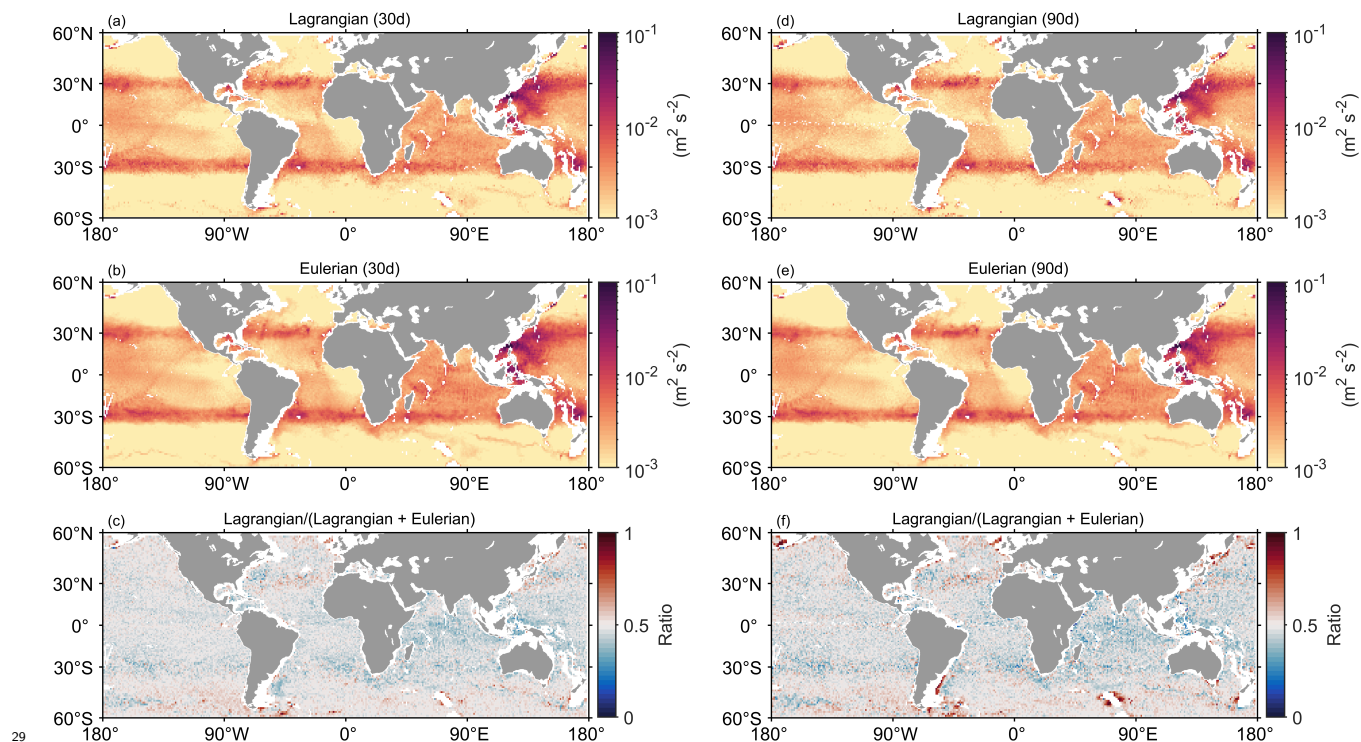 (a) Lagrangian (30d)
60°N
30°N
0°
30°S
60°S
180° 90°W 0° 90°E 180°
10⁻¹
10⁻²
10⁻³
(m² s⁻²)
(d) Lagrangian (90d)
60°N
30°N
0°
30°S
60°S
180° 90°W 0° 90°E 180°
10⁻¹
10⁻²
10⁻³
(m² s⁻²)
(b) Eulerian (30d)
60°N
30°N
0°
30°S
60°S
180° 90°W 0° 90°E 180°
10⁻¹
10⁻²
10⁻³
(m² s⁻²)
(e) Eulerian (90d)
60°N
30°N
0°
30°S
60°S
180° 90°W 0° 90°E 180°
10⁻¹
10⁻²
10⁻³
(m² s⁻²)
(c) Lagrangian/(Lagrangian + Eulerian)
60°N
30°N
0°
30°S
60°S
180° 90°W 0° 90°E 180°
1
0.5
0
Ratio
(f) Lagrangian/(Lagrangian + Eulerian)
60°N
30°N
0°
30°S
60°S
180° 90°W 0° 90°E 180°
1
0.5
0
Ratio
29